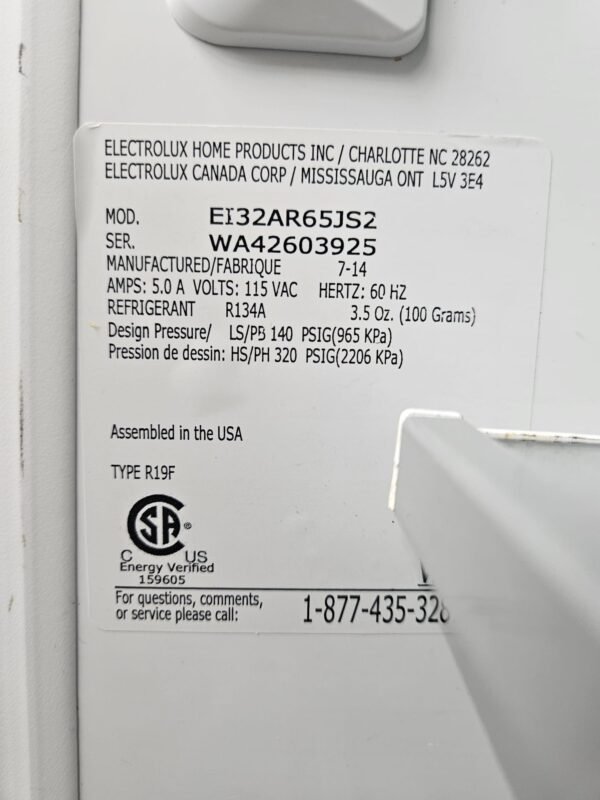 ELECTROLUX HOME PRODUCTS INC / CHARLOTTE NC 28262
ELECTROLUX CANADA CORP / MISSISSAUGA ONT L5V 3E4
MOD. EI32AR65JS2
SER. WA42603925
MANUFACTURED/FABRIQUE 7-14
AMPS: 5.0 A VOLTS: 115 VAC HERTZ: 60 HZ
REFRIGERANT R134A 3.5 Oz. (100 Grams)
Design Pressure/ LS/PB 140 PSIG(965 KPa)
Pression de dessin: HS/PH 320 PSIG(2206 KPa)
Assembled in the USA
TYPE R19F
SA ®
C US
Energy Verified
159605
For questions, comments,
or service please call: 1-877-435-328